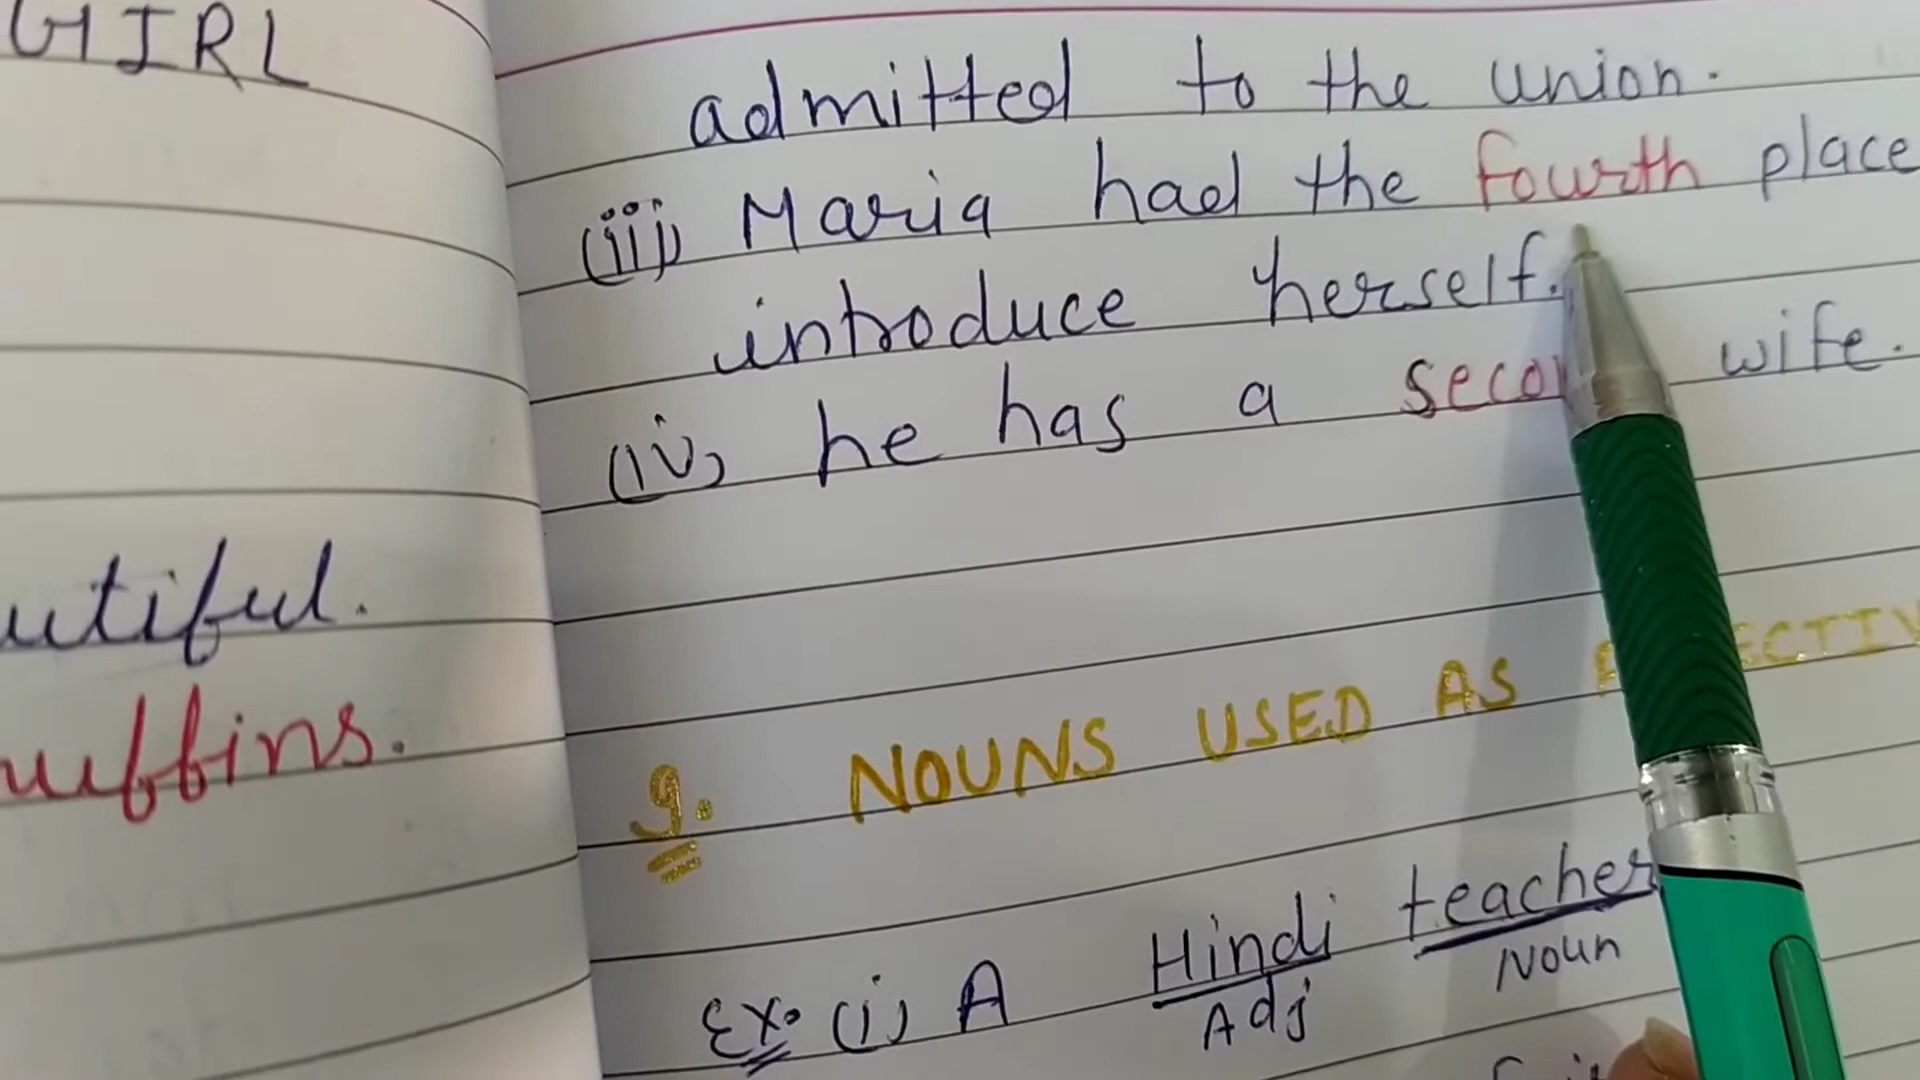 GIRL
utiful.
uffins.
admitted to the union.
(iii) Maria had the fourth place
introduce herself.
(iv) he has a wife.
9. NOUNS USED AS
Ex. (i) A Hindi teacher
Adj Noun